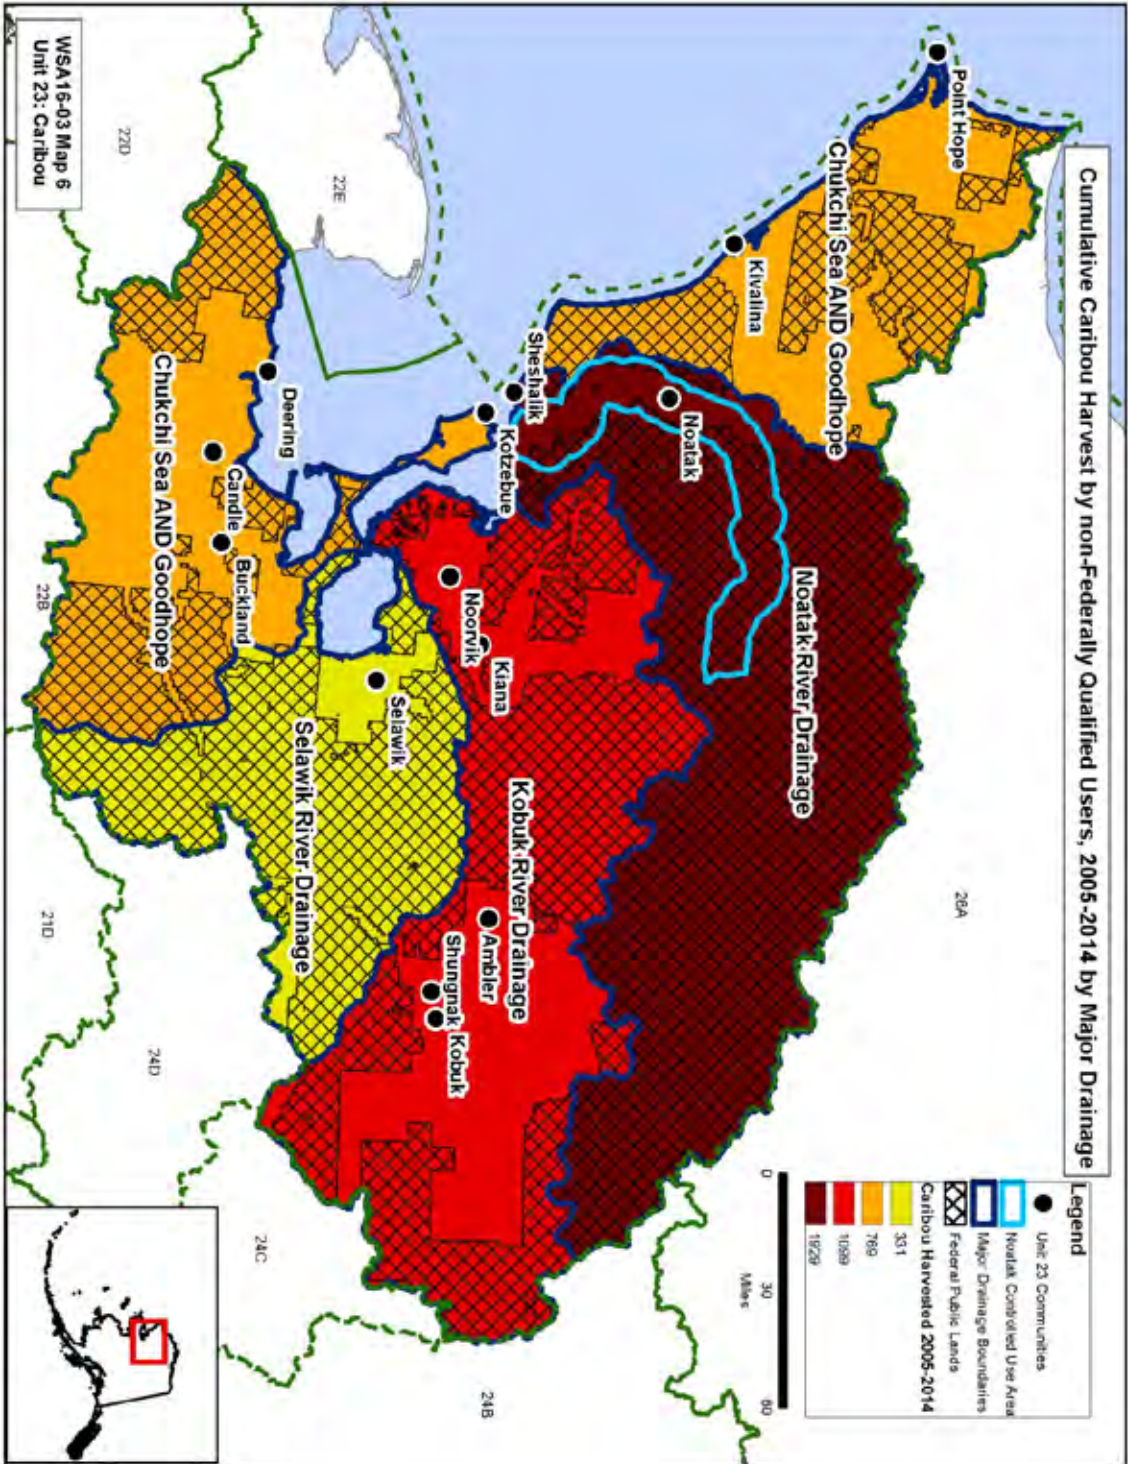 Cumulative Caribou Harvest by non-Federally Qualified Users, 2005-2014 by Major Drainage
Legend
Unit 23 Communities
Noatak Controlled Use Area
Major Drainage Boundaries
Federal Public Lands
Caribou Harvested 2005-2014
331
769
1099
1929
0
30
60
Miles
Point Hope
Chukchi Sea AND Goodhope
Kivalina
26A
Noatak River Drainage
Noatak
Sheshalik
Kotzebue
Noorvik
Kiana
Kobuk River Drainage
Ambler
Shungnak
Kobuk
24B
22E
Selawik
Selawik River Drainage
Deering
Candle
Buckland
Chukchi Sea AND Goodhope
22D
22B
21D
24D
24C
WSA16-03 Map 6
Unit 23: Caribou